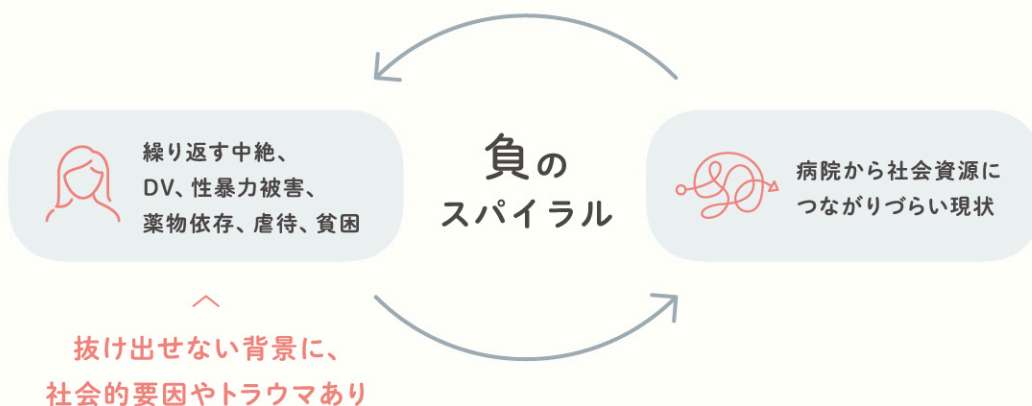 繰り返す中絶、
DV、性暴力被害、
薬物依存、虐待、貧困
負の
スパイラル
病院から社会資源に
つながりづらい現状
抜け出せない背景に、
社会的要因やトラウマあり